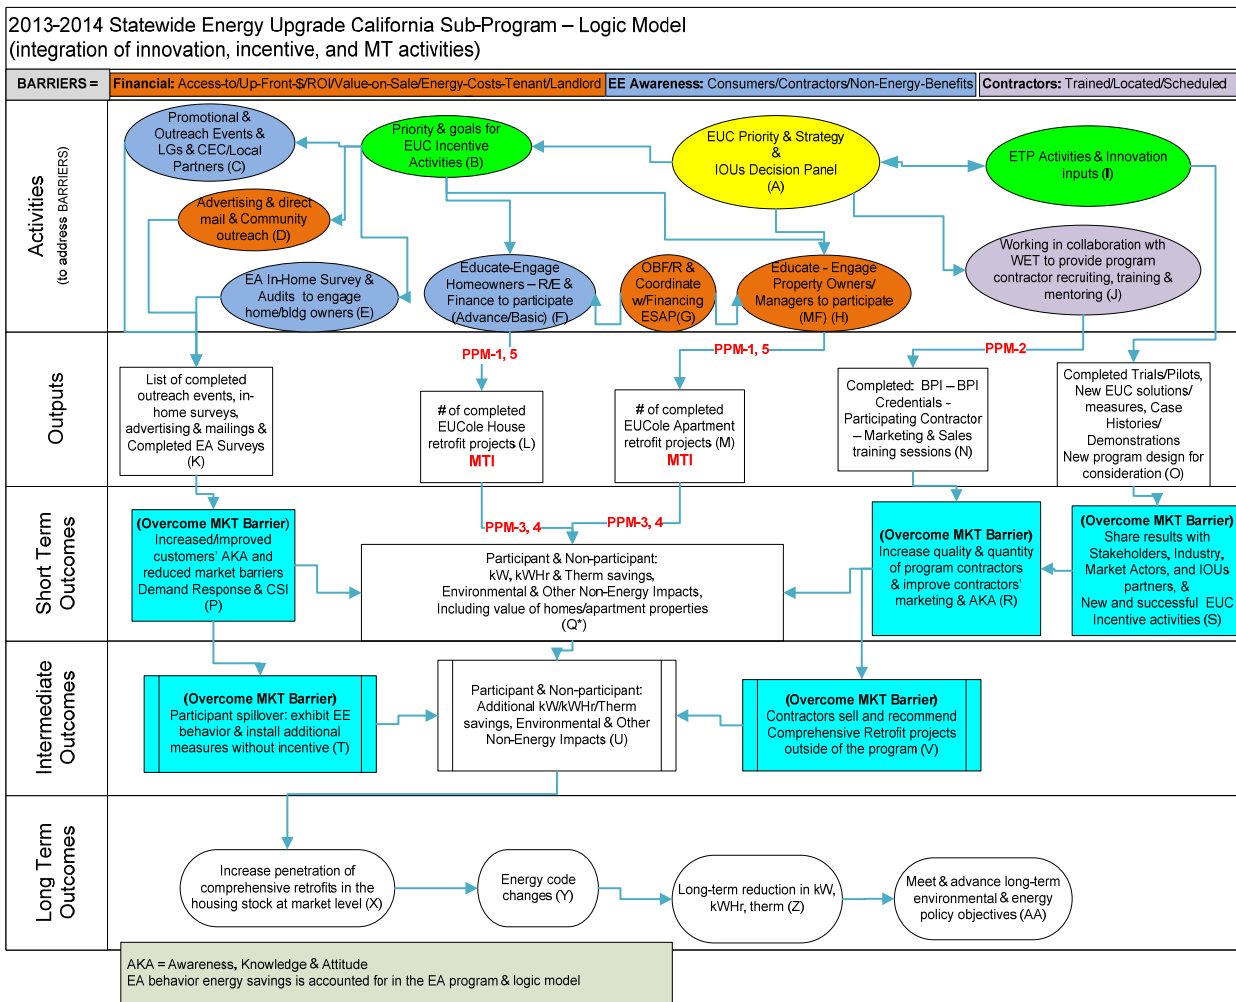 2013-2014 Statewide Energy Upgrade California Sub-Program – Logic Model
(integration of innovation, incentive, and MT activities)
BARRIERS =
Financial: Access-to/Up-Front-$/ROI/Value-on-Sale/Energy-Costs-Tenant/Landlord
EE Awareness: Consumers/Contractors/Non-Energy-Benefits
Contractors: Trained/Located/Scheduled
Activities
(to address BARRIERS)
Promotional &
Outreach Events &
LGs & CEC/Local
Partners (C)
Priority & goals for
EUC Incentive
Activities (B)
EUC Priority & Strategy
&
IOUs Decision Panel
(A)
ETP Activities & Innovation
inputs (I)
Advertising & direct
mail & Community
outreach (D)
EA In-Home Survey &
Audits to engage
home/bldg owners (E)
Educate-Engage
Homeowners – R/E &
Finance to participate
(Advance/Basic) (F)
OBF/R &
Coordinate
w/Financing
ESAP(G)
Educate - Engage
Property Owners/
Managers to participate
(MF) (H)
Working in collaboration wth
WET to provide program
contractor recruiting, training &
mentoring (J)
Outputs
PPM-1, 5
PPM-1, 5
PPM-2
List of completed
outreach events, in-
home surveys,
advertising & mailings &
Completed EA Surveys
(K)
# of completed
EUCole House
retrofit projects (L)
MTI
# of completed
EUCole Apartment
retrofit projects (M)
MTI
Completed: BPI – BPI
Credentials -
Participating Contractor
– Marketing & Sales
training sessions (N)
Completed Trials/Pilots,
New EUC solutions/
measures, Case
Histories/
Demonstrations
New program design for
consideration (O)
Short Term
Outcomes
PPM-3, 4
PPM-3, 4
(Overcome MKT Barrier)
Increased/improved
customers' AKA and
reduced market barriers
Demand Response & CSI
(P)
Participant & Non-participant:
kW, kWHr & Therm savings,
Environmental & Other Non-Energy Impacts,
Including value of homes/apartment properties
(Q*)
(Overcome MKT Barrier)
Increase quality & quantity
of program contractors
& improve contractors'
marketing & AKA (R)
(Overcome MKT Barrier)
Share results with
Stakeholders, Industry,
Market Actors, and IOUs
partners, &
New and successful EUC
Incentive activities (S)
Intermediate
Outcomes
(Overcome MKT Barrier)
Participant spillover: exhibit EE
behavior & install additional
measures without incentive (T)
Participant & Non-participant:
Additional kW/kWHr/Therm
savings, Environmental & Other
Non-Energy Impacts (U)
(Overcome MKT Barrier)
Contractors sell and recommend
Comprehensive Retrofit projects
outside of the program (V)
Long Term
Outcomes
Increase penetration of
comprehensive retrofits in the
housing stock at market level (X)
Energy code
changes (Y)
Long-term reduction in kW,
kWHr, therm (Z)
Meet & advance long-term
environmental & energy
policy objectives (AA)
AKA = Awareness, Knowledge & Attitude
EA behavior energy savings is accounted for in the EA program & logic model